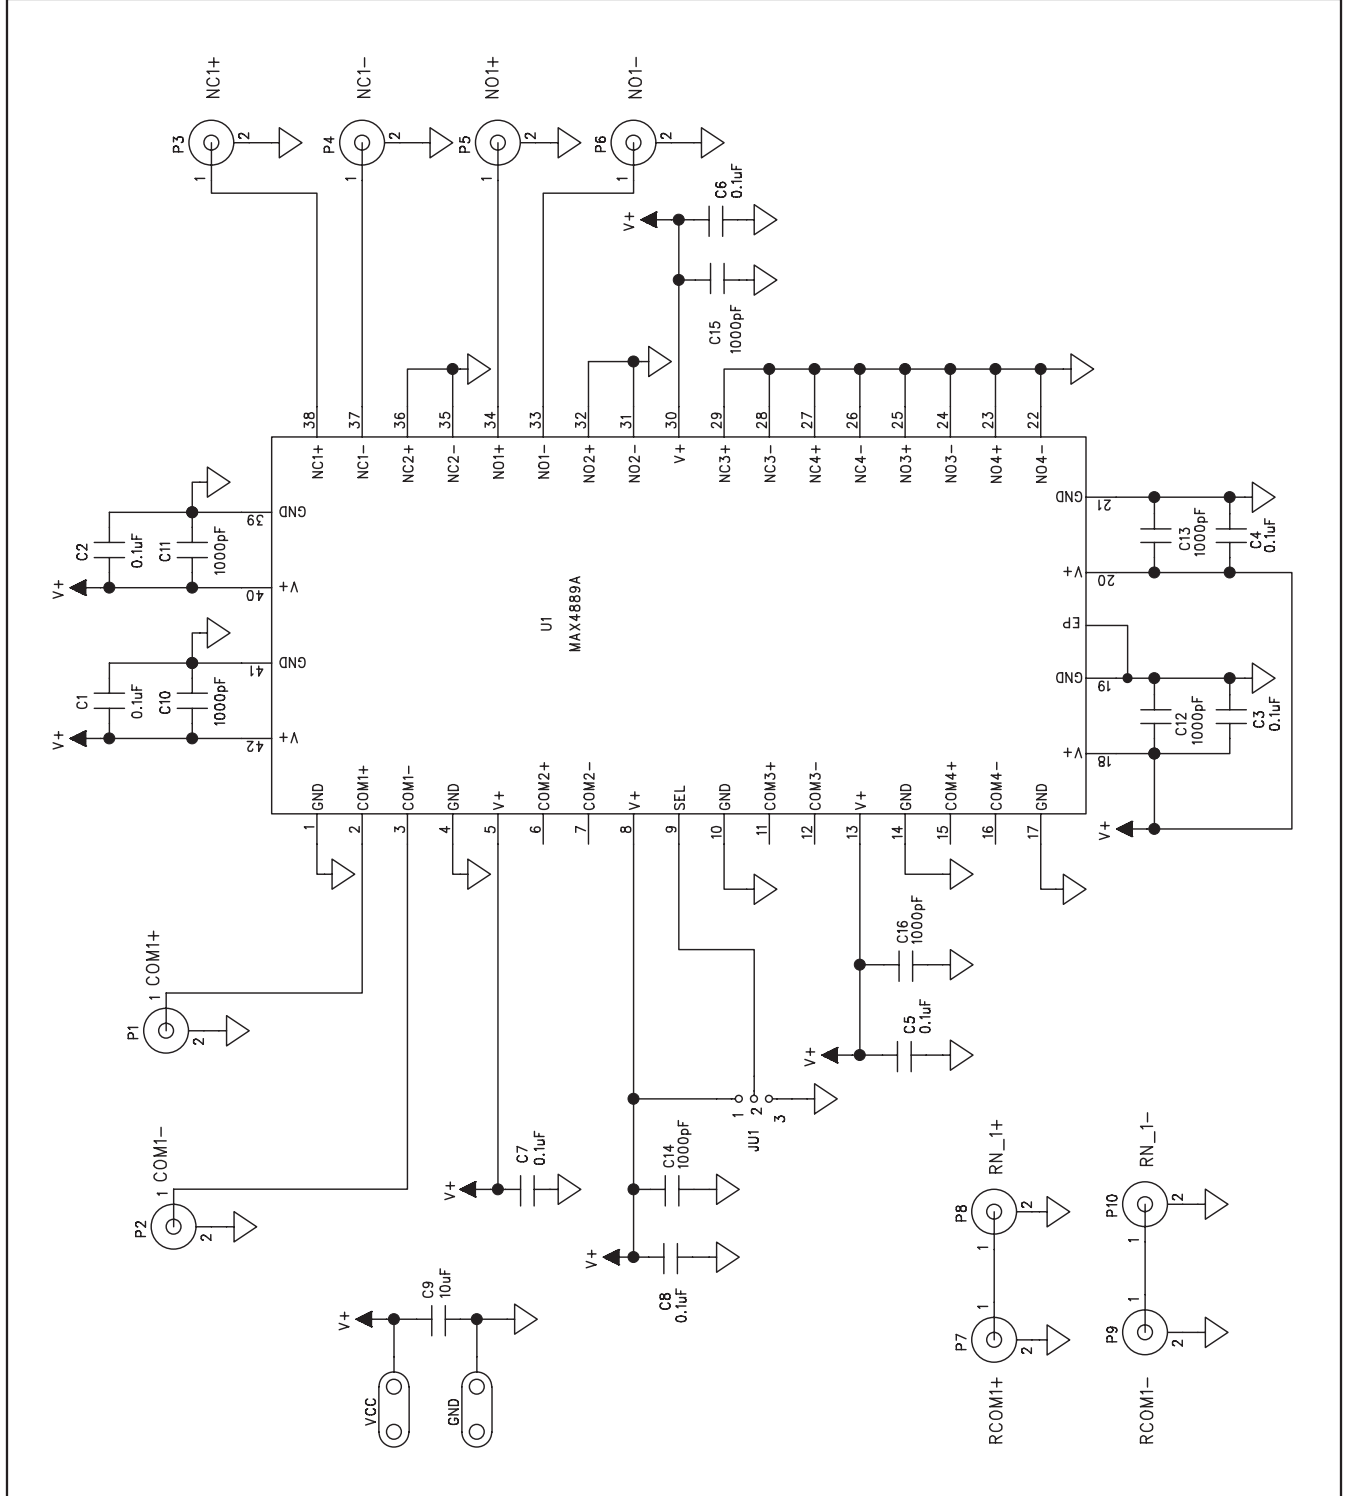 NC1+
NC1-
NO1+
NO1-
P3
1
2
P4
1
2
P5
1
2
P6
1
2
V+
C6
0.1uF
C15
1000pF
38
37
36
35
34
33
32
31
30
29
28
27
26
25
24
23
22
NC1+
NC1-
NC2+
NC2-
NO1+
NO1-
NO2+
NO2-
V+
NC3+
NC3-
NC4+
NC4-
NO3+
NO3-
NO4+
NO4-
V+
C2
0.1uF
C11
1000pF
39
GND
40
V+
V+
C1
0.1uF
C10
1000pF
41
GND
42
V+
U1
MAX4889A
GND
21
V+
20
C13
1000pF
C4
0.1uF
EP
GND
19
V+
18
C12
1000pF
C3
0.1uF
V+
GND
COM1+
COM1-
GND
V+
COM2+
COM2-
V+
SEL
GND
COM3+
COM3-
V+
GND
COM4+
COM4-
GND
1
2
3
4
5
6
7
8
9
10
11
12
13
14
15
16
17
P1
1
COM1+
2
P2
1
COM1-
2
C16
1000pF
V+
C5
0.1uF
JU1
1
2
3
V+
C7
0.1uF
C14
1000pF
V+
C8
0.1uF
V+
C9
10uF
VCC
GND
RN_1+
P8
1
2
P7
1
2
RCOM1+
RN_1-
P10
1
2
P9
1
2
RCOM1-